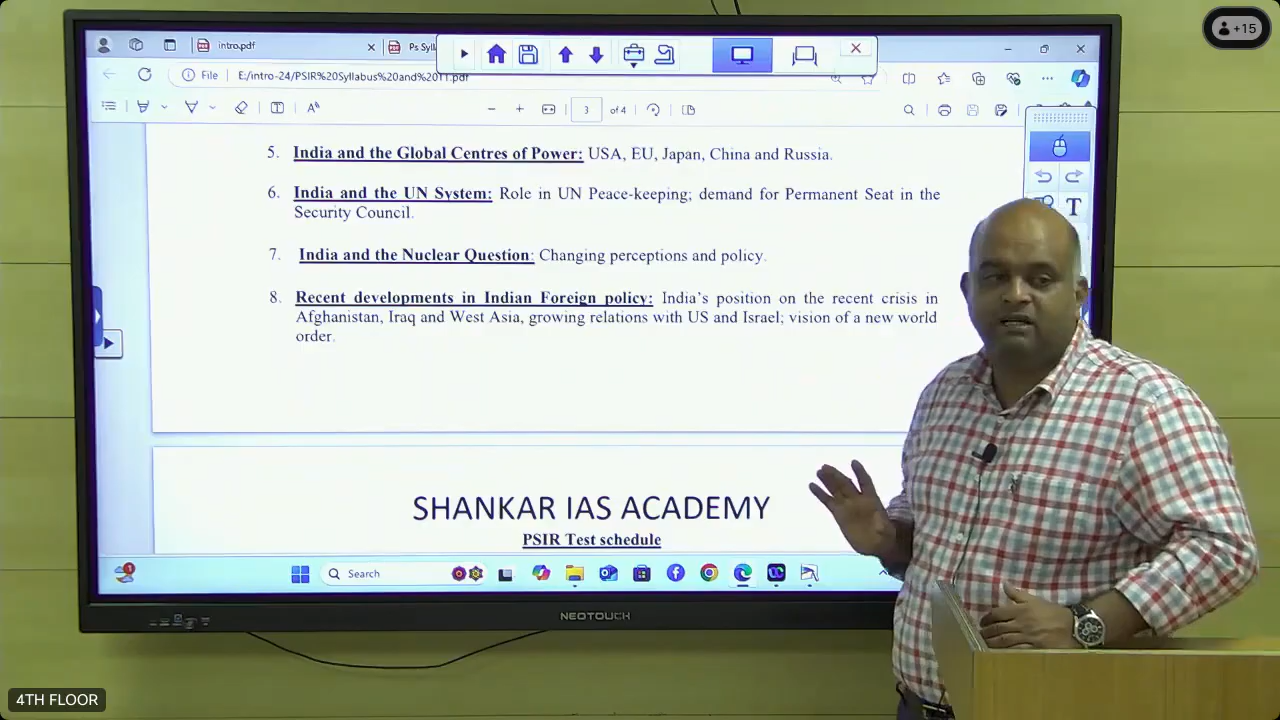 +15
intro.pdf
Ps Syll
File
E:/intro-24/PSIR%20Syllabus%20and%20T1.pdf
3 of 4
5. India and the Global Centres of Power: USA, EU, Japan, China and Russia.
6. India and the UN System: Role in UN Peace-keeping; demand for Permanent Seat in the
Security Council.
7. India and the Nuclear Question: Changing perceptions and policy.
8. Recent developments in Indian Foreign policy: India's position on the recent crisis in
Afghanistan, Iraq and West Asia, growing relations with US and Israel; vision of a new world
order.
T
SHANKAR IAS ACADEMY
PSIR Test schedule
1
Search
NEOTOUCH
4TH FLOOR